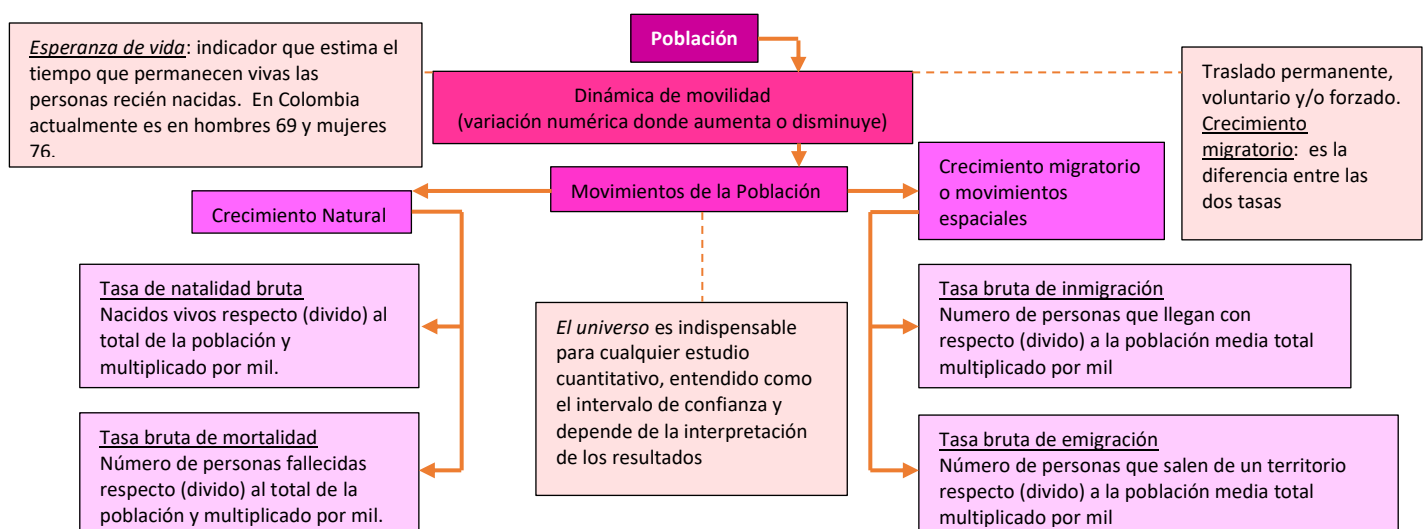 Población
Esperanza de vida: indicador que estima el
tiempo que permanecen vivas las
personas recién nacidas. En Colombia
actualmente es en hombres 69 y mujeres
76.
Dinámica de movilidad
(variación numérica donde aumenta o disminuye)
Traslado permanente,
voluntario y/o forzado.
Crecimiento
migratorio: es la
diferencia entre las
dos tasas
Movimientos de la Población
Crecimiento Natural
Crecimiento migratorio
o movimientos
espaciales
Tasa de natalidad bruta
Nacidos vivos respecto (divido) al
total de la población y
multiplicado por mil.
El universo es indispensable
para cualquier estudio
cuantitativo, entendido como
el intervalo de confianza y
depende de la interpretación
de los resultados
Tasa bruta de inmigración
Numero de personas que llegan con
respecto (divido) a la población media total
multiplicado por mil
Tasa bruta de mortalidad
Número de personas fallecidas
respecto (divido) al total de la
población y multiplicado por mil.
Tasa bruta de emigración
Número de personas que salen de un territorio
respecto (divido) a la población media total
multiplicado por mil